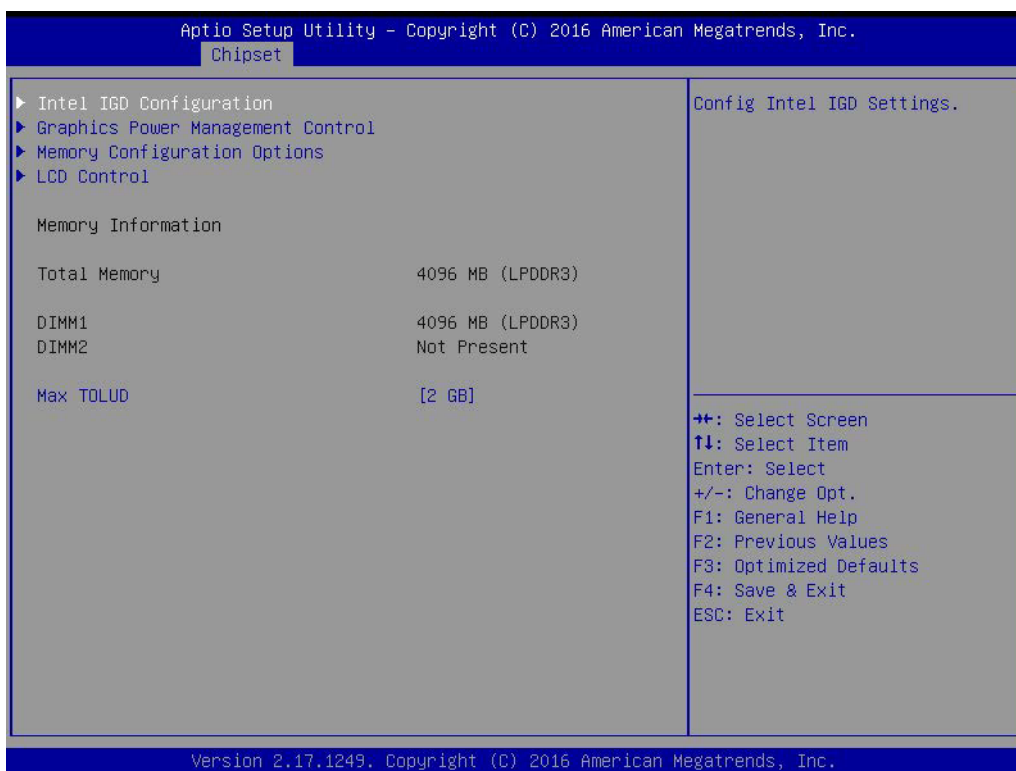 Aptio Setup Utility – Copyright (C) 2016 American Megatrends, Inc.
Chipset
Intel IGD Configuration
Graphics Power Management Control
Memory Configuration Options
LCD Control
Memory Information
Total Memory 4096 MB (LPDDR3)
DIMM1 4096 MB (LPDDR3)
DIMM2 Not Present
Max TOLUD [2 GB]
Config Intel IGD Settings.
→←: Select Screen
↑↓: Select Item
Enter: Select
+/-: Change Opt.
F1: General Help
F2: Previous Values
F3: Optimized Defaults
F4: Save & Exit
ESC: Exit
Version 2.17.1249. Copyright (C) 2016 American Megatrends, Inc.